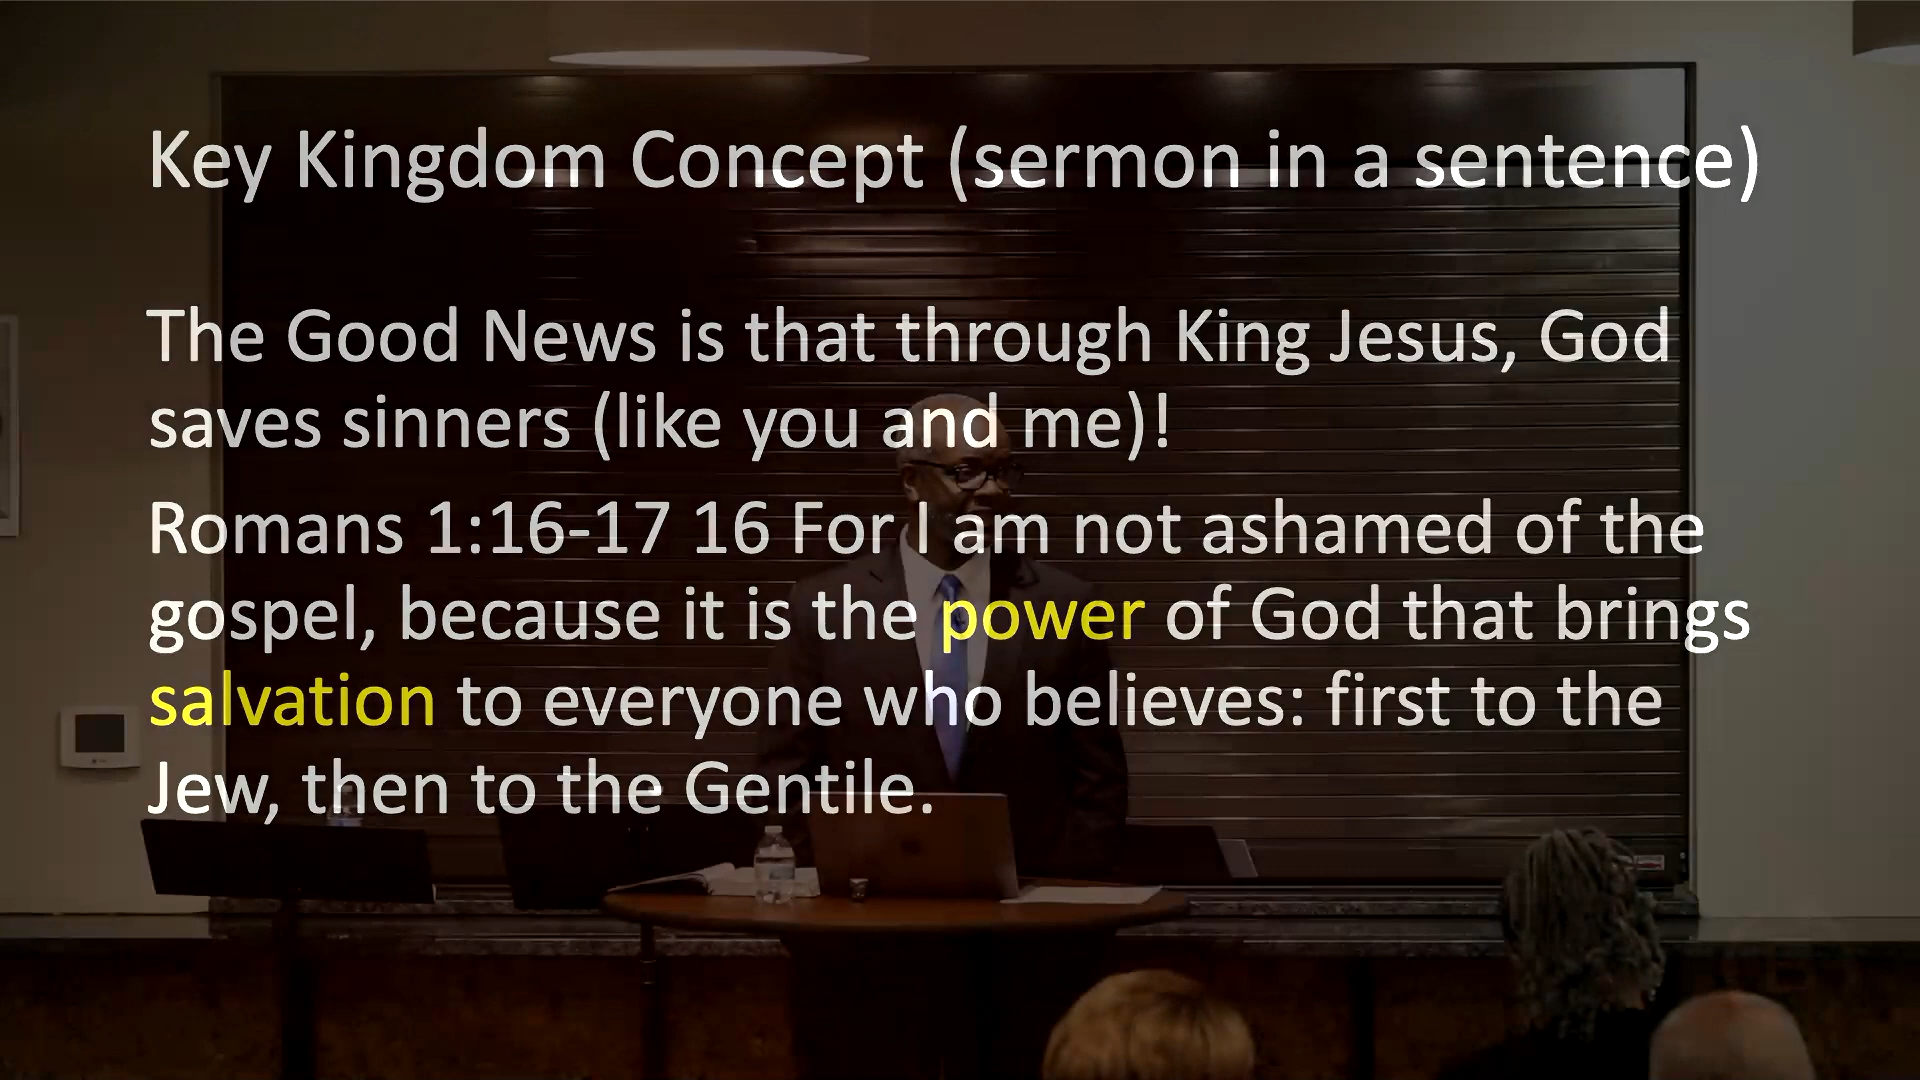 Key Kingdom Concept (sermon in a sentence)
The Good News is that through King Jesus, God
saves sinners (like you and me)!
Romans 1:16-17 16 For I am not ashamed of the
gospel, because it is the power of God that brings
salvation to everyone who believes: first to the
Jew, then to the Gentile.